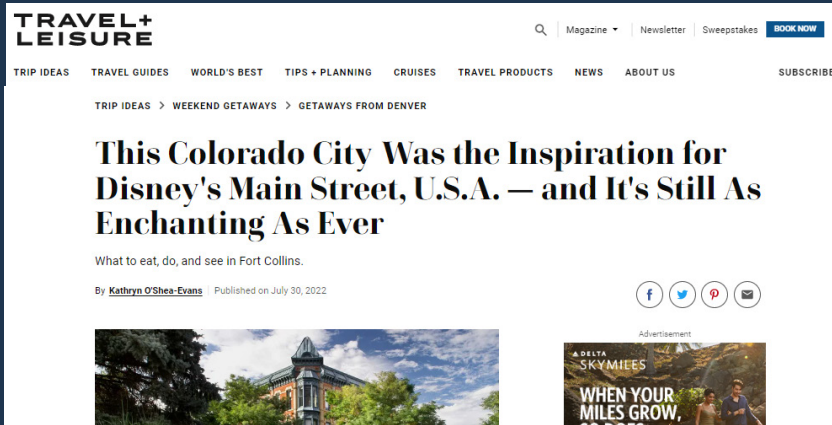 TRAVEL+
LEISURE
Magazine
Newsletter
Sweepstakes
BOOK NOW
TRIP IDEAS TRAVEL GUIDES WORLD'S BEST TIPS + PLANNING CRUISES TRAVEL PRODUCTS NEWS ABOUT US SUBSCRIBE
TRIP IDEAS > WEEKEND GETAWAYS > GETAWAYS FROM DENVER
This Colorado City Was the Inspiration for
Disney's Main Street, U.S.A. — and It's Still As
Enchanting As Ever
What to eat, do, and see in Fort Collins.
By Kathryn O'Shea-Evans Published on July 30, 2022
Advertisement
DELTA
SKYMILES
WHEN YOUR
MILES GROW,